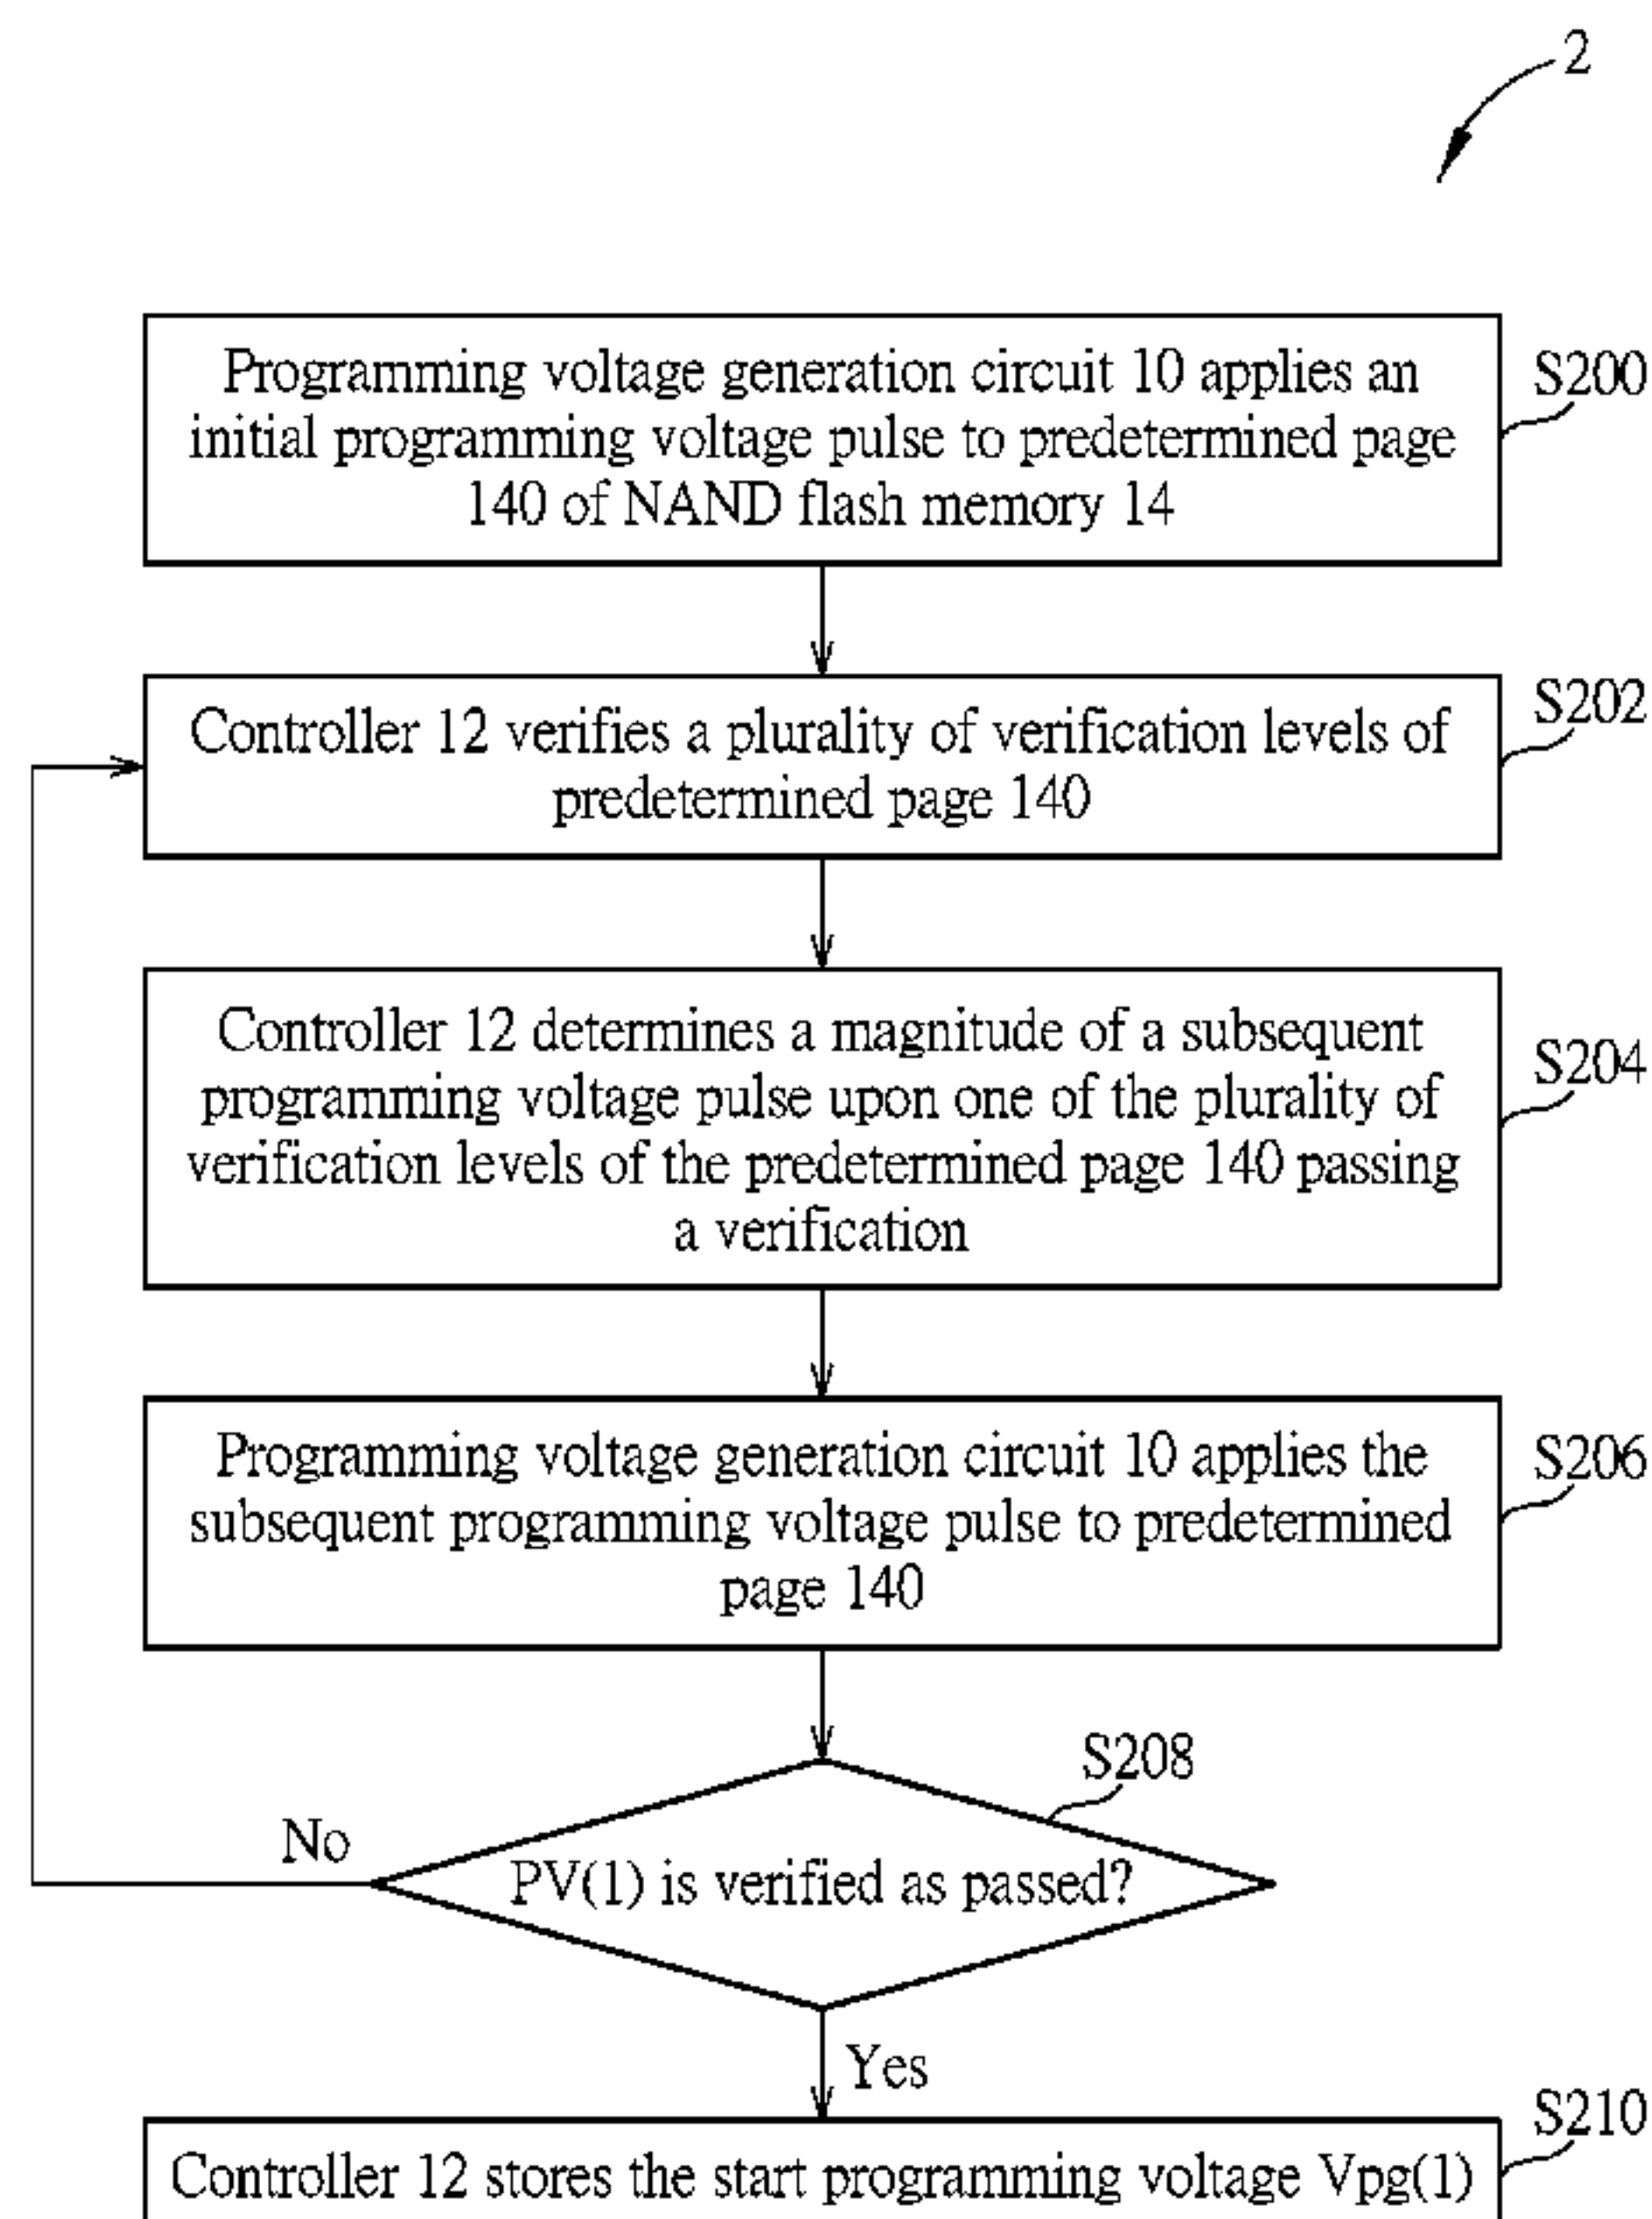 2
Programming voltage generation circuit 10 applies an
initial programming voltage pulse to predetermined page
140 of NAND flash memory 14
S200
Controller 12 verifies a plurality of verification levels of
predetermined page 140
S202
Controller 12 determines a magnitude of a subsequent
programming voltage pulse upon one of the plurality of
verification levels of the predetermined page 140 passing
a verification
S204
Programming voltage generation circuit 10 applies the
subsequent programming voltage pulse to predetermined
page 140
S206
S208
No
PV(1) is verified as passed?
Yes
S210
Controller 12 stores the start programming voltage Vpg(1)